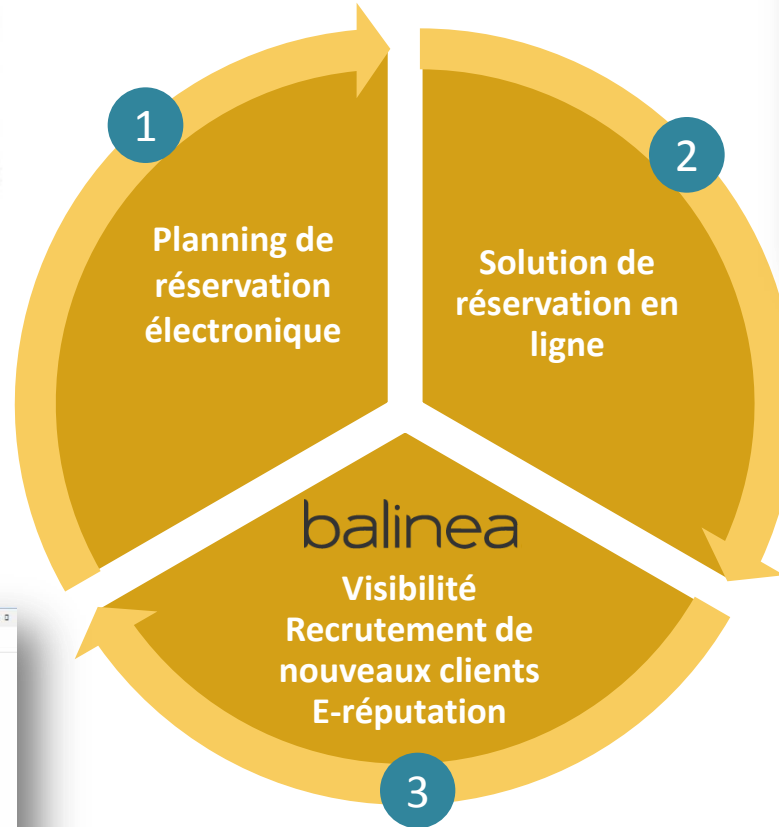 1
Planning de
réservation
électronique
2
Solution de
réservation en
ligne
balinea
Visibilité
Recrutement de
nouveaux clients
E-réputation
3